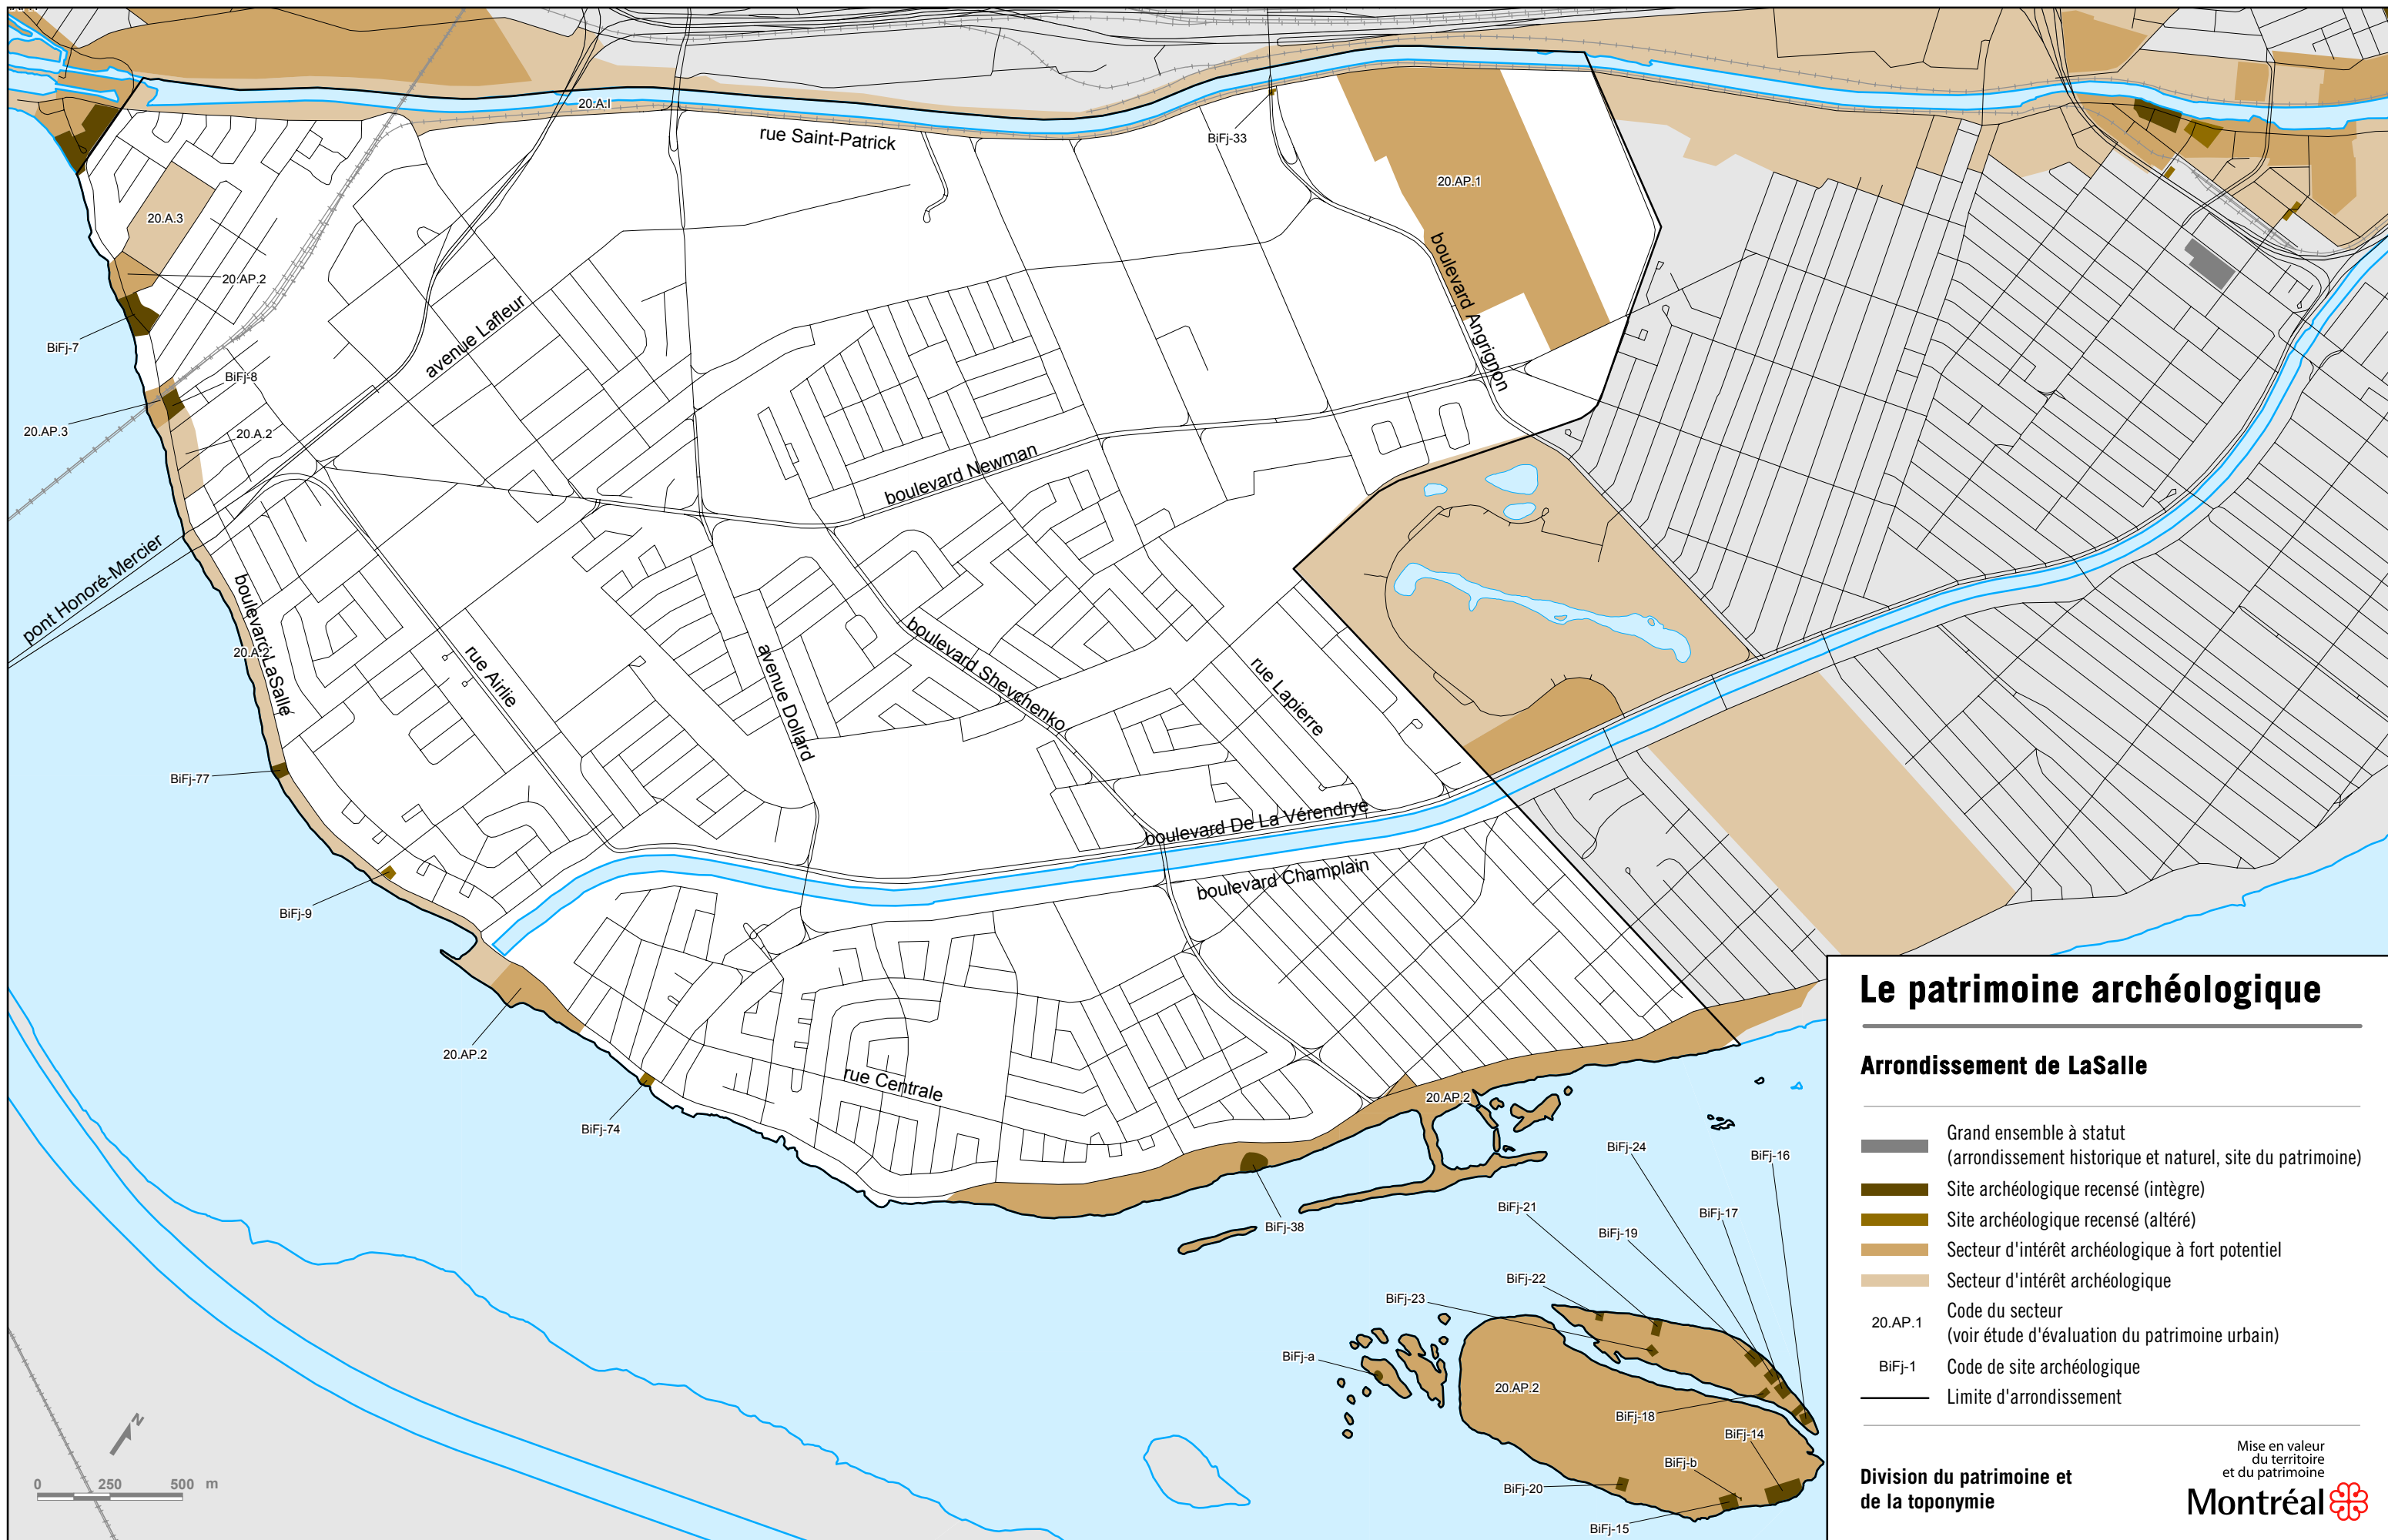 20.A.I
rue Saint-Patrick
BiFj-33
20.AP.1
20.A.3
20.AP.2
BiFj-7
BiFj-8
20.AP.3
20.A.2
avenue Lafleur
boulevard Angrignon
boulevard Newman
pont Honoré-Mercier
boulevard LaSalle
20.A.2
rue Airlie
avenue Dollard
boulevard Shevchenko
rue Lapierre
BiFj-77
boulevard De La Vérendrye
boulevard Champlain
BiFj-9
20.AP.2
BiFj-74
rue Centrale
20.AP.2
BiFj-38
BiFj-24
BiFj-16
BiFj-21
BiFj-17
BiFj-19
BiFj-22
BiFj-23
BiFj-a
20.AP.2
BiFj-18
BiFj-14
BiFj-b
BiFj-20
BiFj-15
N
0 250 500 m
Le patrimoine archéologique
Arrondissement de LaSalle
Grand ensemble à statut
(arrondissement historique et naturel, site du patrimoine)
Site archéologique recensé (intègre)
Site archéologique recensé (altéré)
Secteur d'intérêt archéologique à fort potentiel
Secteur d'intérêt archéologique
20.AP.1 Code du secteur
(voir étude d'évaluation du patrimoine urbain)
BiFj-1 Code de site archéologique
Limite d'arrondissement
Division du patrimoine et
de la toponymie
Mise en valeur
du territoire
et du patrimoine
Montréal